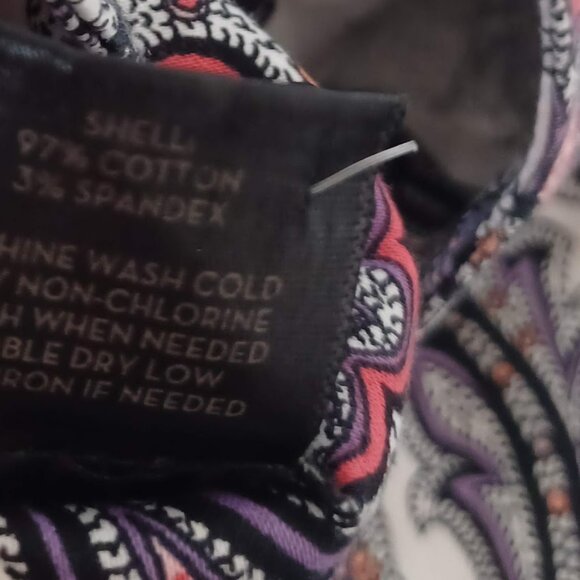 SHELL:
97% COTTON
3% SPANDEX
HINE WASH COLD
Y NON-CHLORINE
H WHEN NEEDED
BLE DRY LOW
RON IF NEEDED